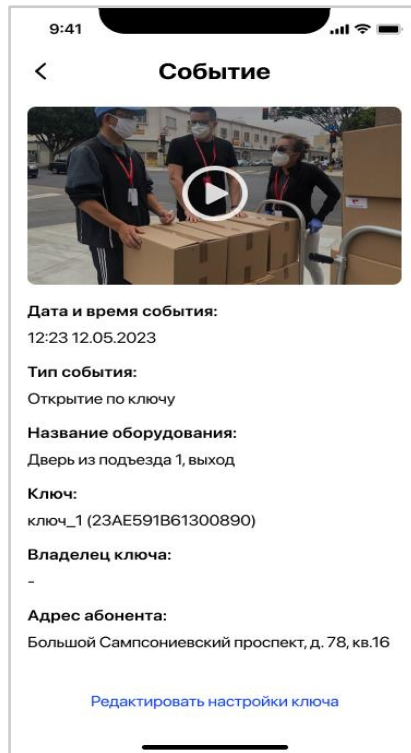 9:41
Событие
Дата и время события:
12:23 12.05.2023
Тип события:
Открытие по ключу
Название оборудования:
Дверь из подъезда 1, выход
Ключ:
ключ_1 (23AE591B61300890)
Владелец ключа:
-
Адрес абонента:
Большой Сампсониевский проспект, д. 78, кв.16
Редактировать настройки ключа